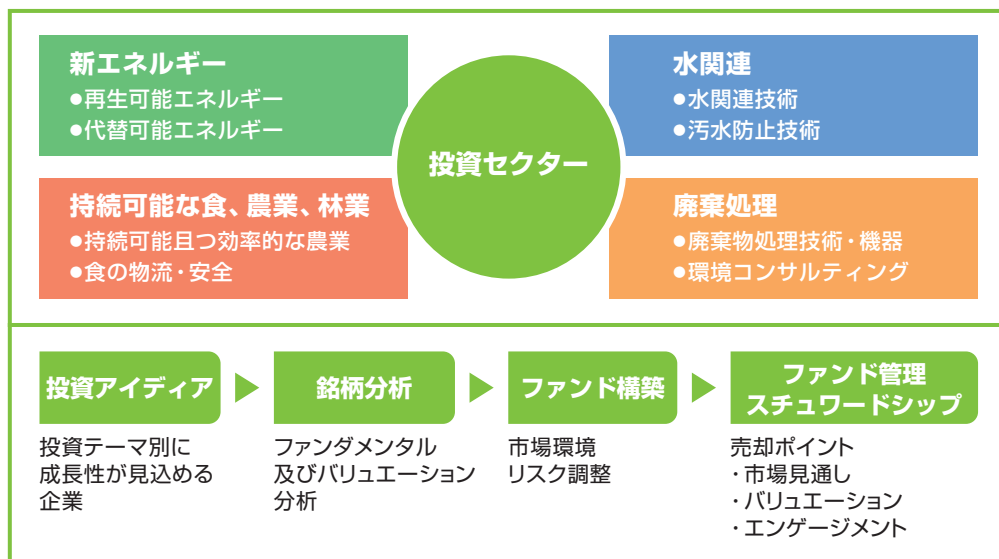 新エネルギー
●再生可能エネルギー
●代替可能エネルギー
水関連
●水関連技術
●汚水防止技術
投資セクター
持続可能な食、農業、林業
●持続可能且つ効率的な農業
●食の物流・安全
廃棄処理
●廃棄物処理技術・機器
●環境コンサルティング
投資アイディア
投資テーマ別に
成長性が見込める
企業
銘柄分析
ファンダメンタル
及びバリュエーション
分析
ファンド構築
市場環境
リスク調整
ファンド管理
スチュワードシップ
売却ポイント
・市場見通し
・バリュエーション
・エンゲージメント